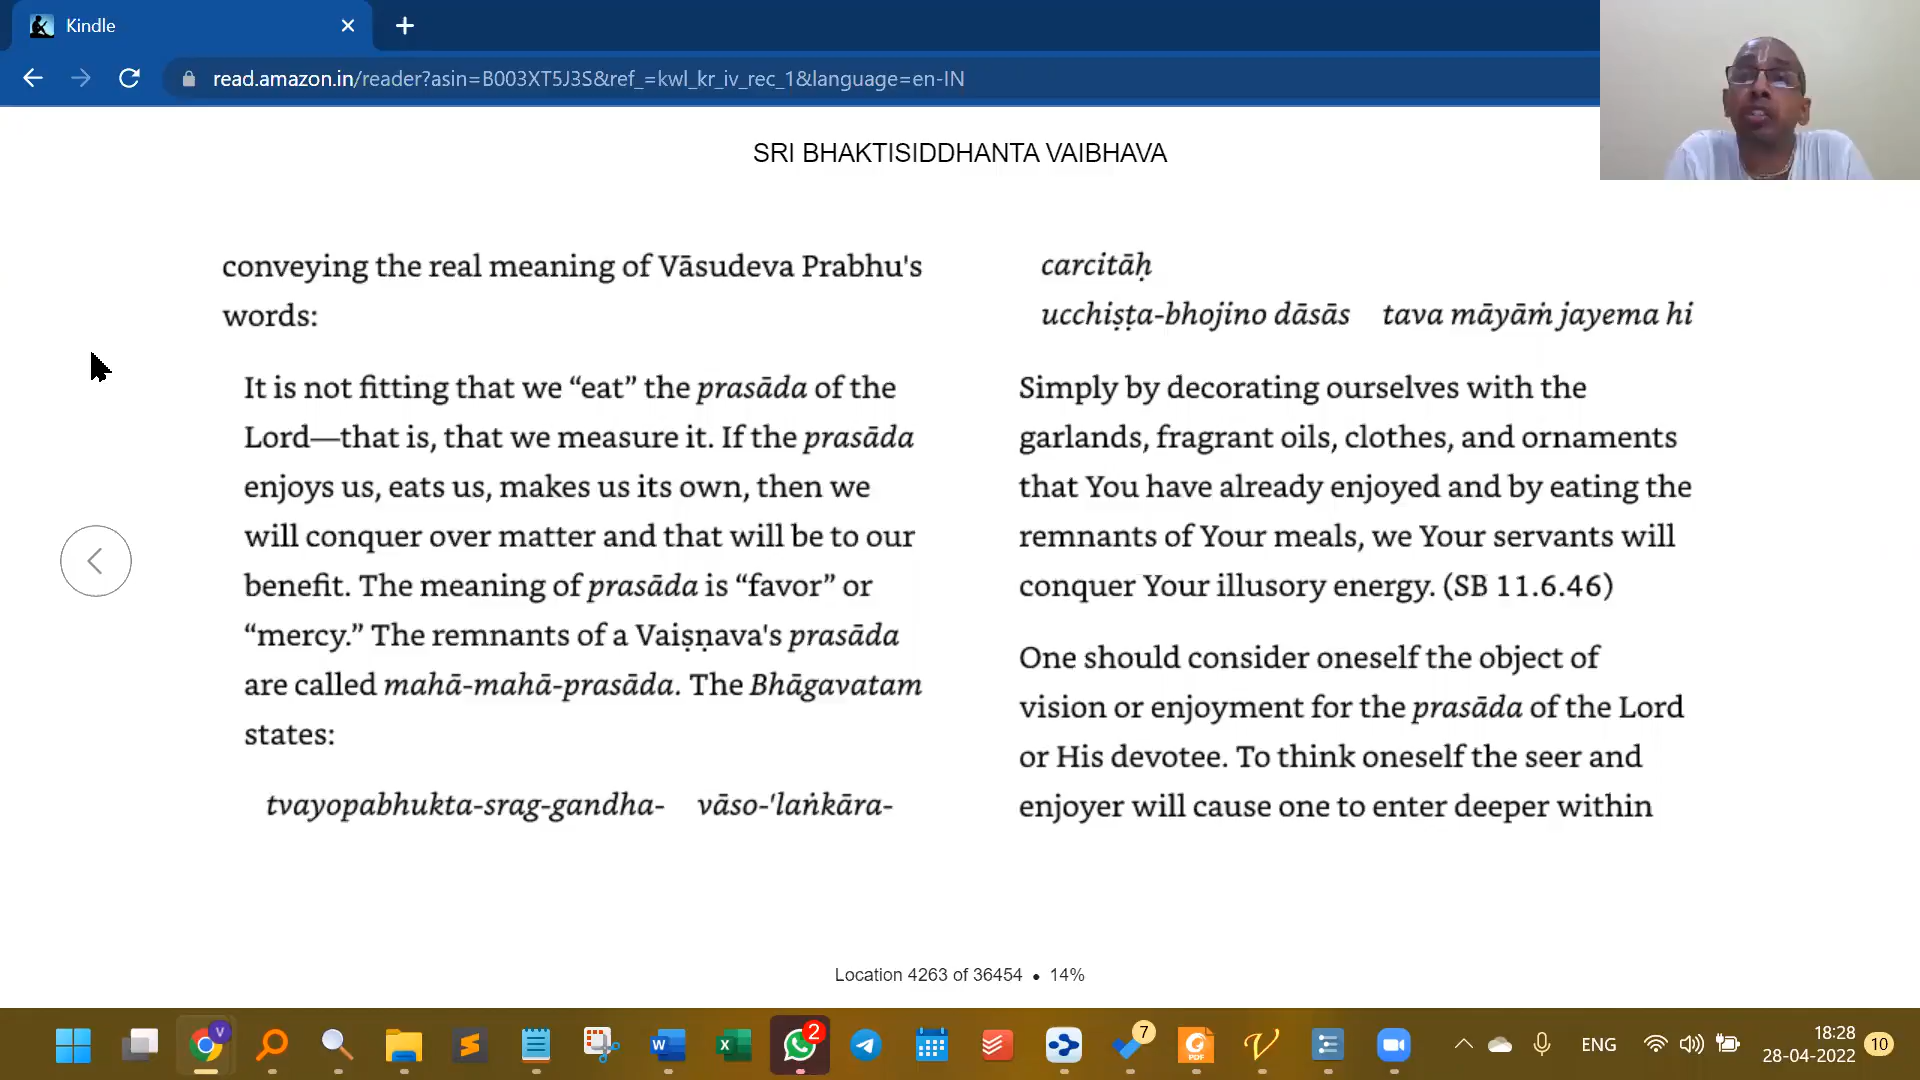 Kindle
read.amazon.in/reader?asin=B003XT5J3S&ref_=kwl_kr_iv_rec_1&language=en-IN
SRI BHAKTISIDDHANTA VAIBHAVA
conveying the real meaning of Vāsudeva Prabhu's
words:
It is not fitting that we “eat” the prasāda of the
Lord—that is, that we measure it. If the prasāda
enjoys us, eats us, makes us its own, then we
will conquer over matter and that will be to our
benefit. The meaning of prasāda is “favor” or
“mercy.” The remnants of a Vaiṣṇava's prasāda
are called mahā-mahā-prasāda. The Bhāgavatam
states:
tvayopabhukta-srag-gandha- vāso-'laṅkāra-
carcitāḥ
ucchiṣṭa-bhojino dāsās tava māyāṁ jayema hi
Simply by decorating ourselves with the
garlands, fragrant oils, clothes, and ornaments
that You have already enjoyed and by eating the
remnants of Your meals, we Your servants will
conquer Your illusory energy. (SB 11.6.46)
One should consider oneself the object of
vision or enjoyment for the prasāda of the Lord
or His devotee. To think oneself the seer and
enjoyer will cause one to enter deeper within
Location 4263 of 36454 • 14%
V
2
7
PDF
ENG
18:28
28-04-2022
10